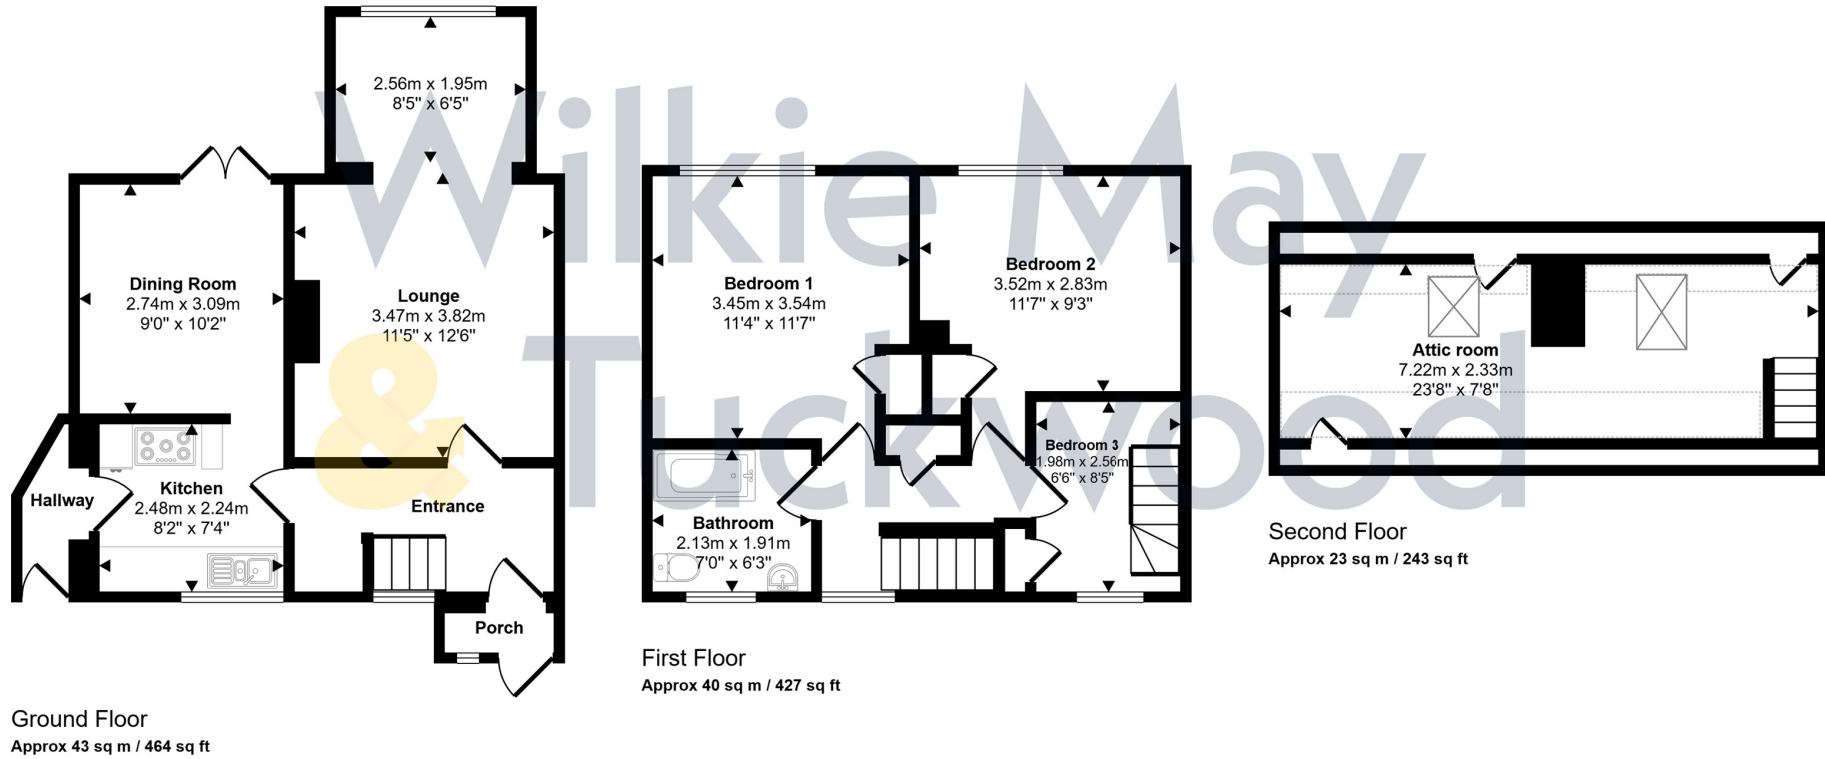 2.56m x 1.95m
8'5" x 6'5"
Dining Room
2.74m x 3.09m
9'0" x 10'2"
Lounge
3.47m x 3.82m
11'5" x 12'6"
Hallway
Kitchen
2.48m x 2.24m
8'2" x 7'4"
Entrance
Porch
Ground Floor
Approx 43 sq m / 464 sq ft
Bedroom 1
3.45m x 3.54m
11'4" x 11'7"
Bedroom 2
3.52m x 2.83m
11'7" x 9'3"
Bedroom 3
1.98m x 2.56m
6'6" x 8'5"
Bathroom
2.13m x 1.91m
7'0" x 6'3"
First Floor
Approx 40 sq m / 427 sq ft
Attic room
7.22m x 2.33m
23'8" x 7'8"
Second Floor
Approx 23 sq m / 243 sq ft
Wilkie May
& Tuckwood